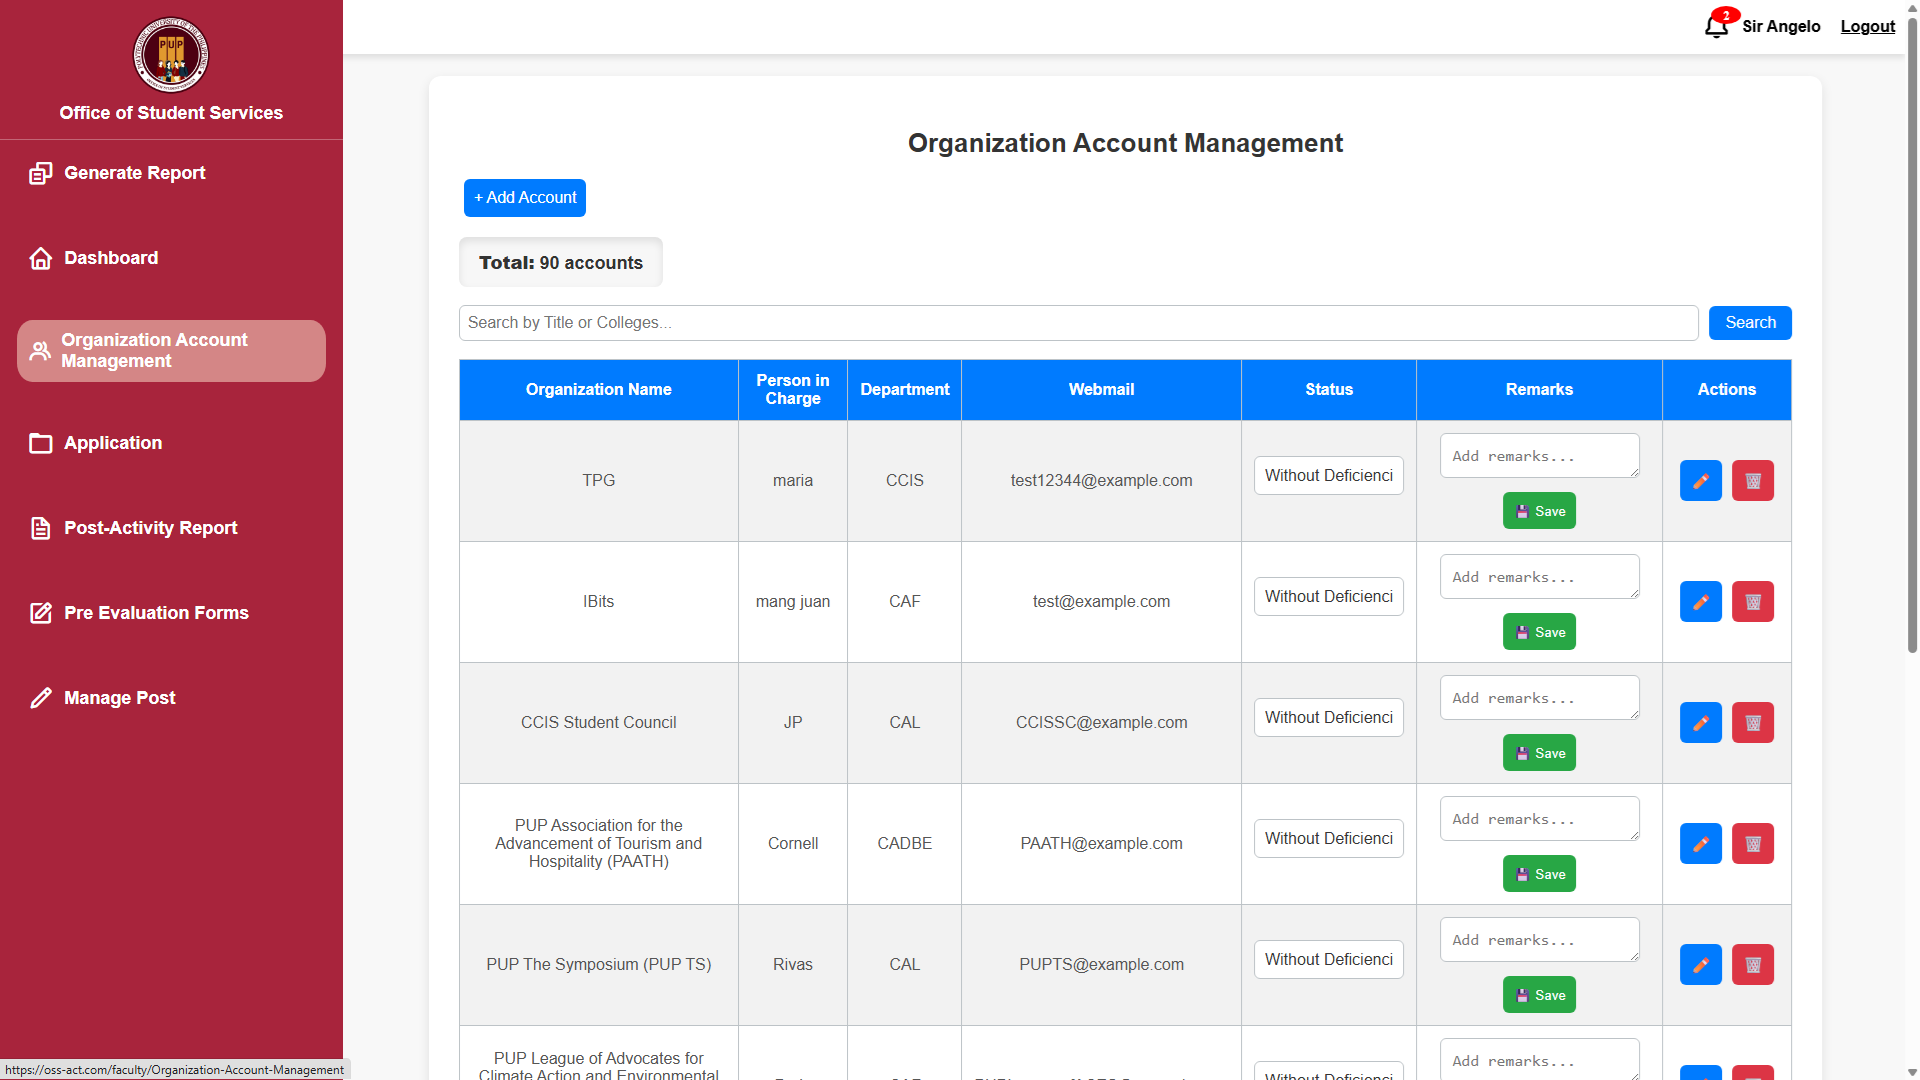 2
Sir Angelo
Logout
PUP
Office of Student Services
Generate Report
Dashboard
Organization Account
Management
Application
Post-Activity Report
Pre Evaluation Forms
Manage Post
Organization Account Management
+ Add Account
Total: 90 accounts
Search by Title or Colleges...
Search
Organization Name
Person in
Charge
Department
Webmail
Status
Remarks
Actions
TPG
maria
CCIS
test12344@example.com
Without Deficienci
Add remarks...
Save
IBits
mang juan
CAF
test@example.com
Without Deficienci
Add remarks...
Save
CCIS Student Council
JP
CAL
CCISSC@example.com
Without Deficienci
Add remarks...
Save
PUP Association for the
Advancement of Tourism and
Hospitality (PAATH)
Cornell
CADBE
PAATH@example.com
Without Deficienci
Add remarks...
Save
PUP The Symposium (PUP TS)
Rivas
CAL
PUPTS@example.com
Without Deficienci
Add remarks...
Save
PUP League of Advocates for
Climate Action and Environmental
Without Deficienci
Add remarks...
https://oss-act.com/faculty/Organization-Account-Management